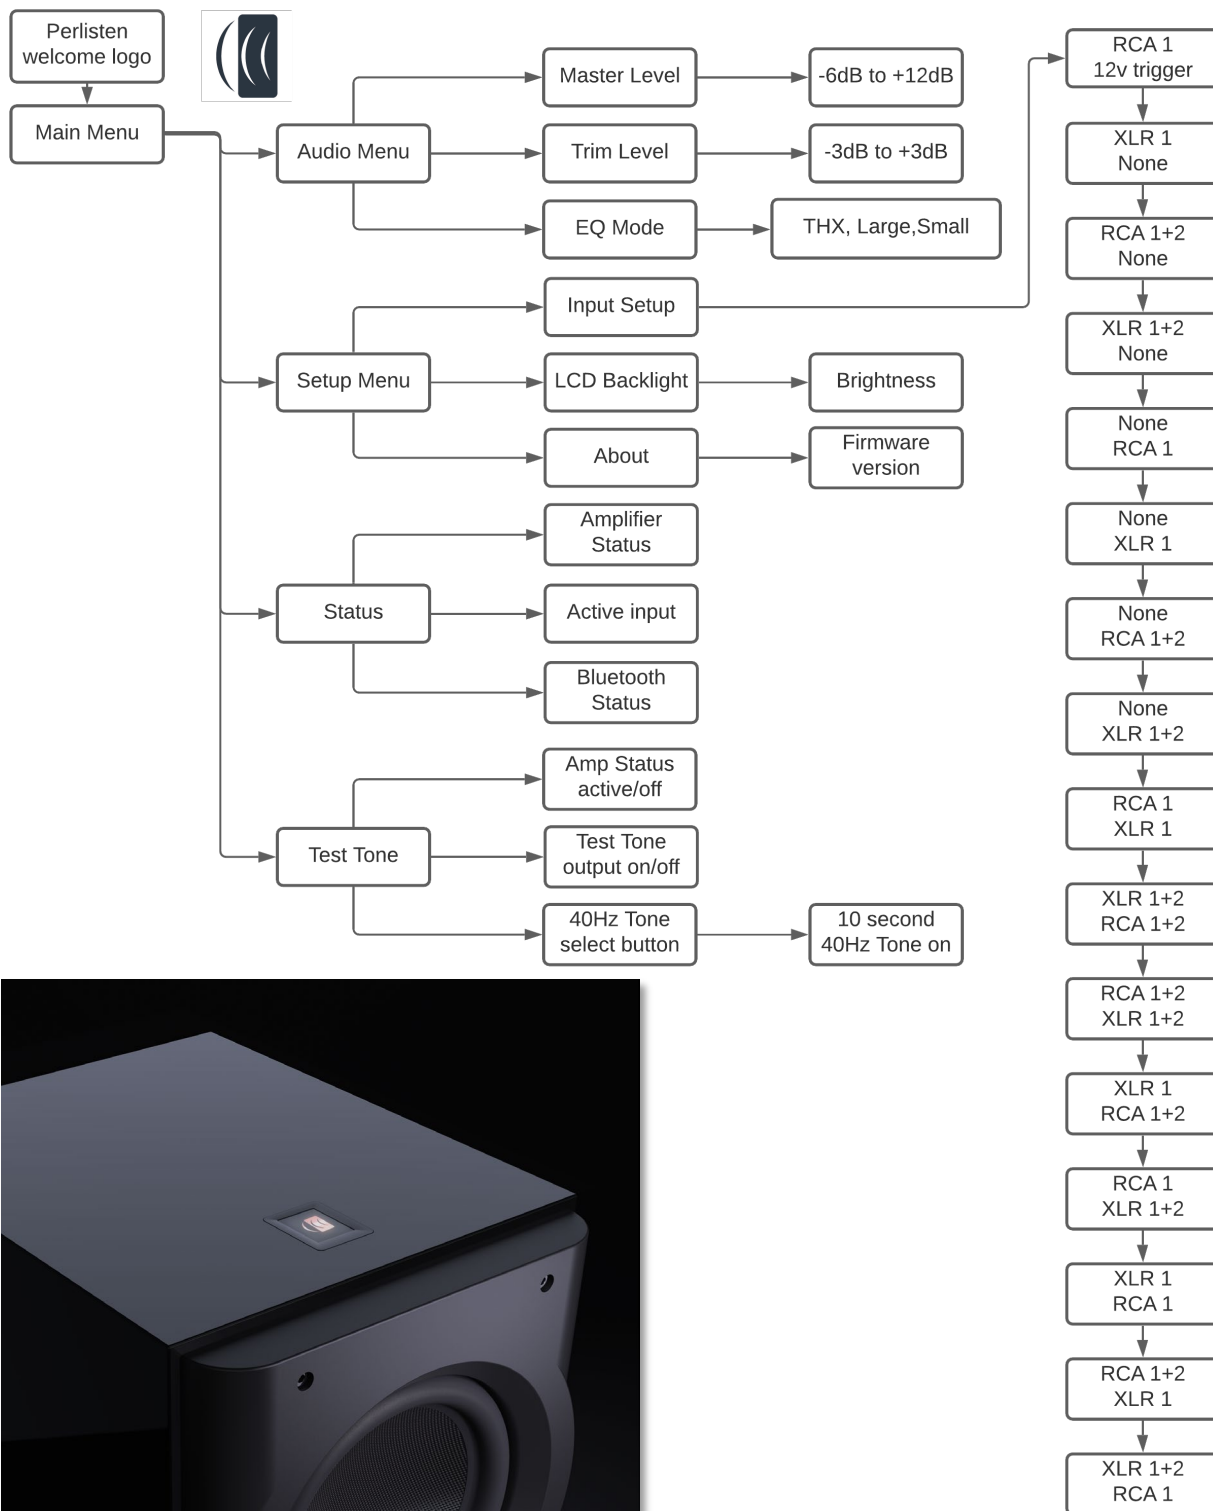 Perlisten
welcome logo
Main Menu
Audio Menu
Master Level
-6dB to +12dB
Trim Level
-3dB to +3dB
EQ Mode
THX, Large,Small
Setup Menu
Input Setup
LCD Backlight
Brightness
About
Firmware
version
Status
Amplifier
Status
Active input
Bluetooth
Status
Test Tone
Amp Status
active/off
Test Tone
output on/off
40Hz Tone
select button
10 second
40Hz Tone on
RCA 1
12v trigger
XLR 1
None
RCA 1+2
None
XLR 1+2
None
None
RCA 1
None
XLR 1
None
RCA 1+2
None
XLR 1+2
RCA 1
XLR 1
XLR 1+2
RCA 1+2
RCA 1+2
XLR 1+2
XLR 1
RCA 1+2
RCA 1
XLR 1+2
XLR 1
RCA 1
RCA 1+2
XLR 1
XLR 1+2
RCA 1